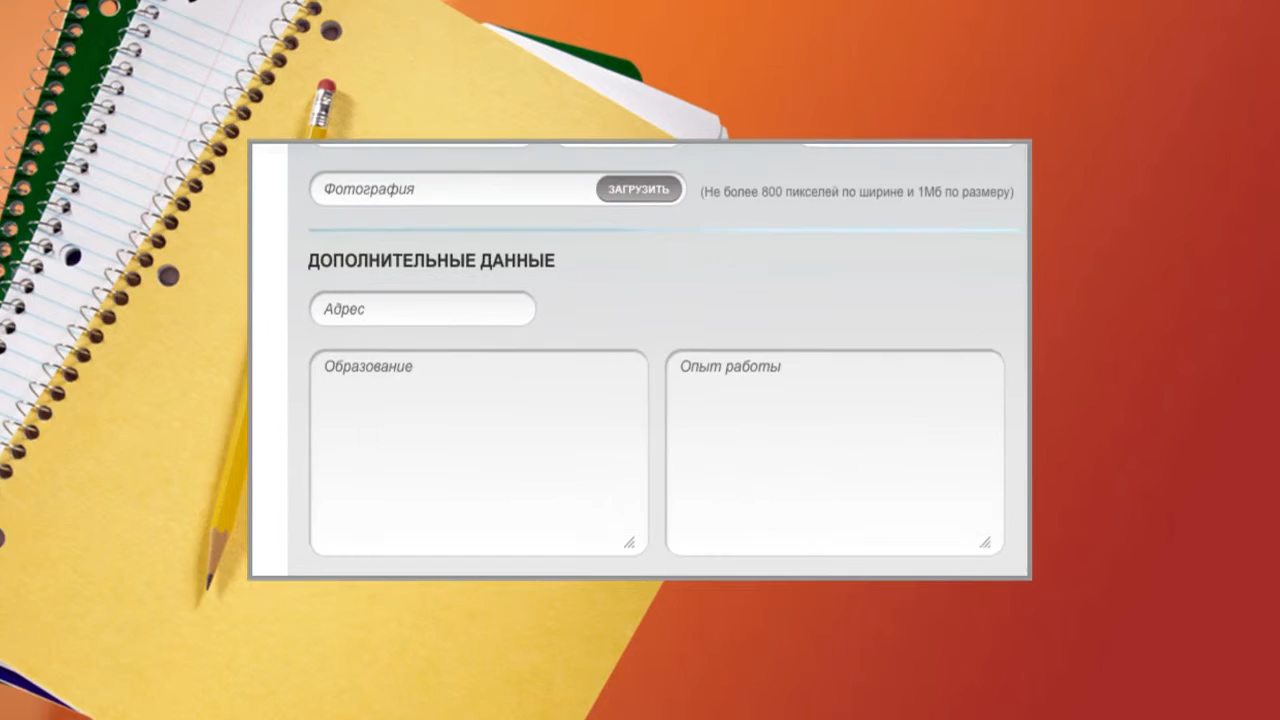 Фотография
ЗАГРУЗИТЬ
(Не более 800 пикселей по ширине и 1Мб по размеру)
ДОПОЛНИТЕЛЬНЫЕ ДАННЫЕ
Адрес
Образование
Опыт работы